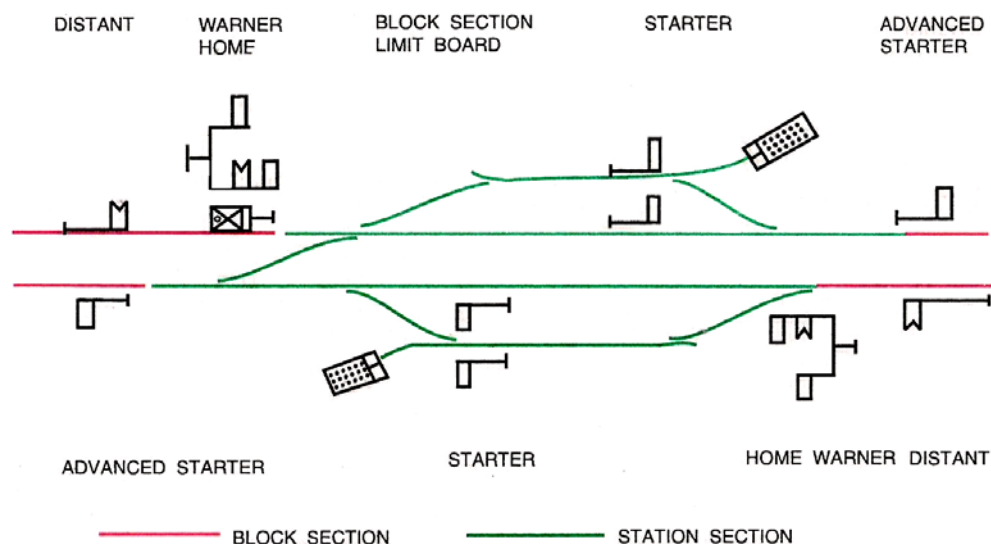 DISTANT
WARNER
HOME
BLOCK SECTION
LIMIT BOARD
STARTER
ADVANCED
STARTER
ADVANCED STARTER
STARTER
HOME WARNER DISTANT
BLOCK SECTION
STATION SECTION